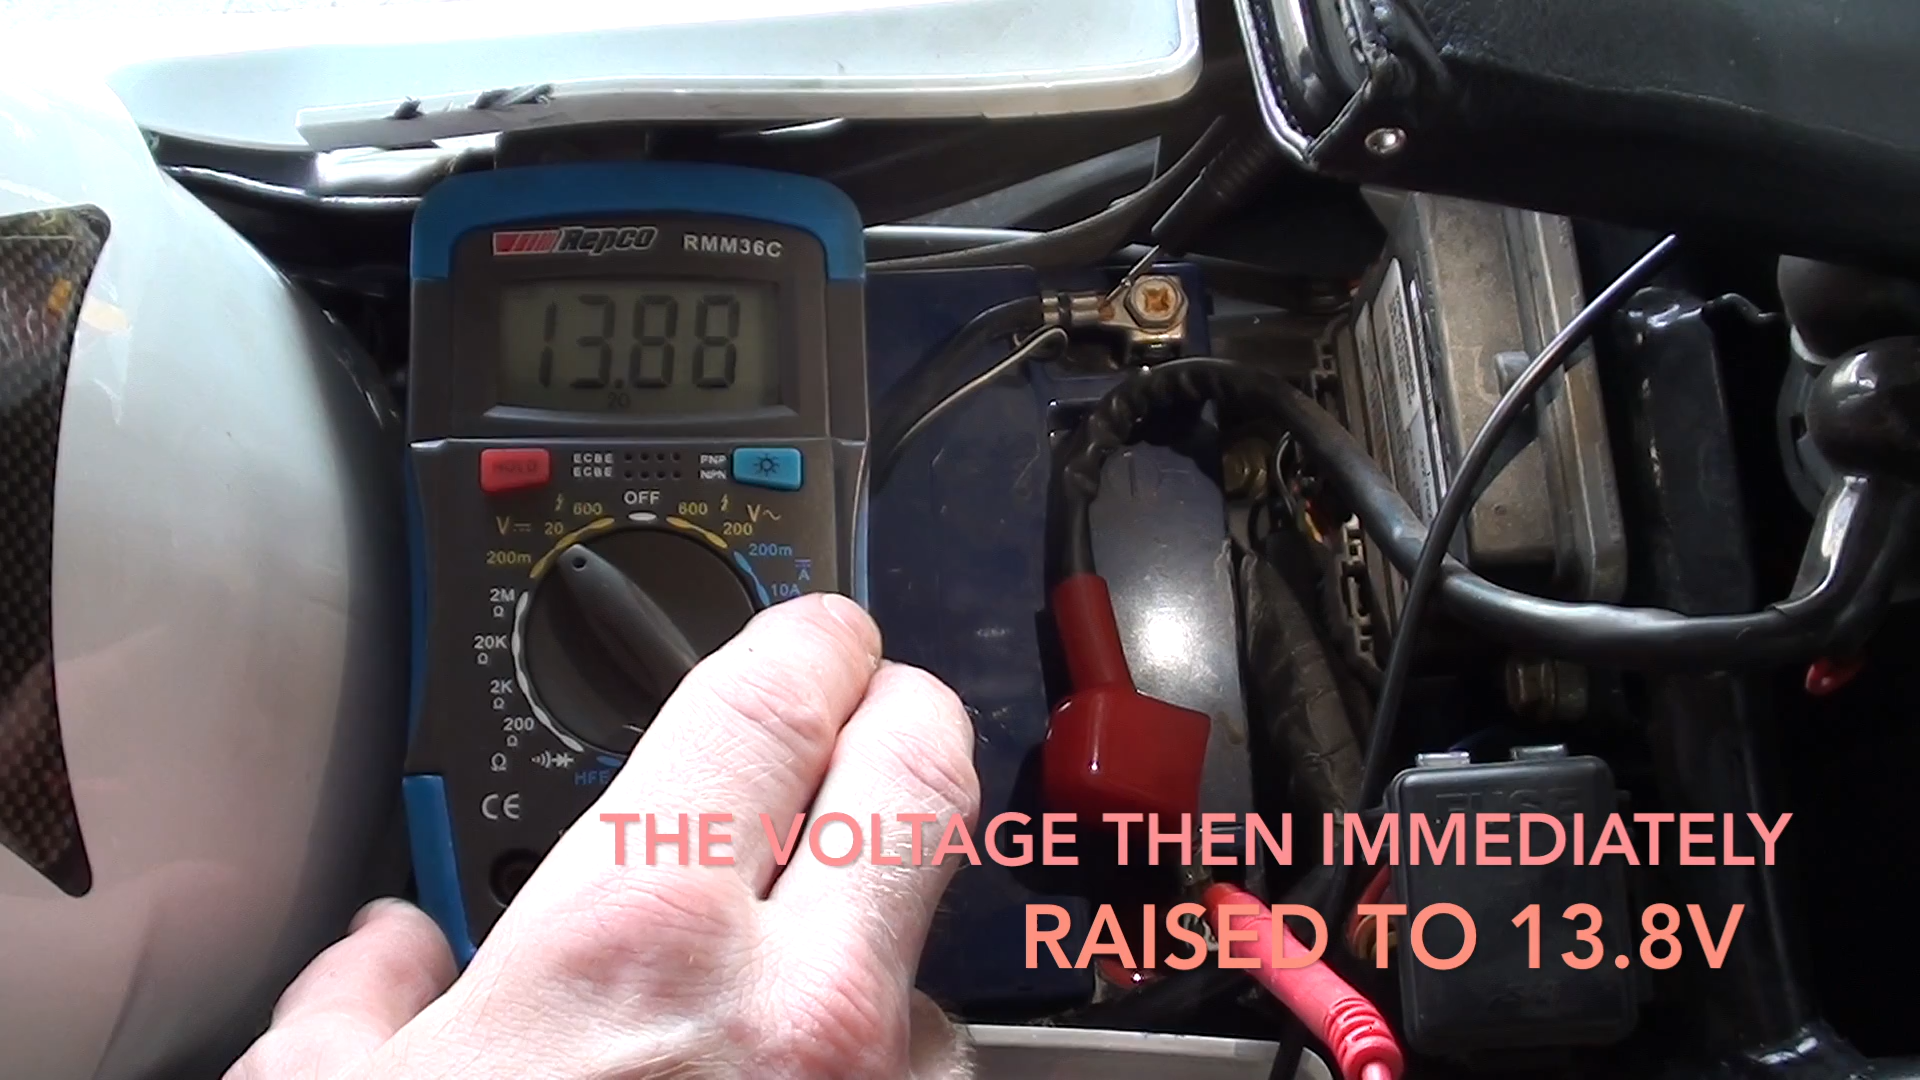 Repco RMM36C
13.88
20
HOLD
ECBE
ECBE
PNP
NPN
OFF
V 20 600
600 200 V~
200m
200m
A
10A
2M
Ω
20K
Ω
2K
Ω
200
Ω
Ω
HFE
CE
FUSE
THE VOLTAGE THEN IMMEDIATELY
RAISED TO 13.8V